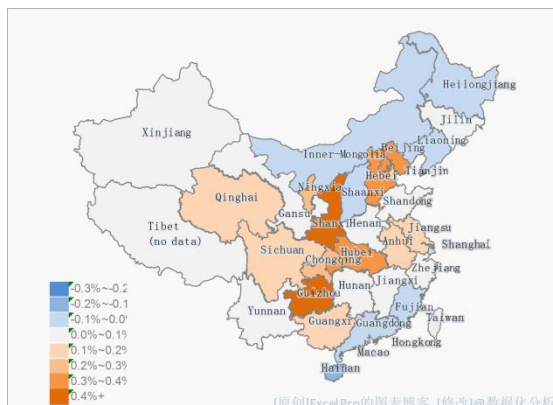 Heilongjiang
Jilin
Liaoning
Xinjiang
Inner-Mongolia
Beijing
Tianjin
Hebei
Ningxia
Shaanxi
Shandong
Qinghai
Gansu
Shanxi
Henan
Jiangsu
Tibet
(no data)
Anhui
Shanghai
Sichuan
Hubei
Chongqing
Zhejiang
Hunan
Jiangxi
Guizhou
Yunnan
Fujian
Guangxi
Guangdong
Taiwan
Hongkong
Macao
Hainan
-0.3%~-0.2
-0.2%~-0.1
-0.1%~0.0%
0.0%~0.1%
0.1%~0.2%
0.2%~0.3%
0.3%~0.4%
0.4%+
[原创]ExcelPro的图表博客 [修改]@数据化分析